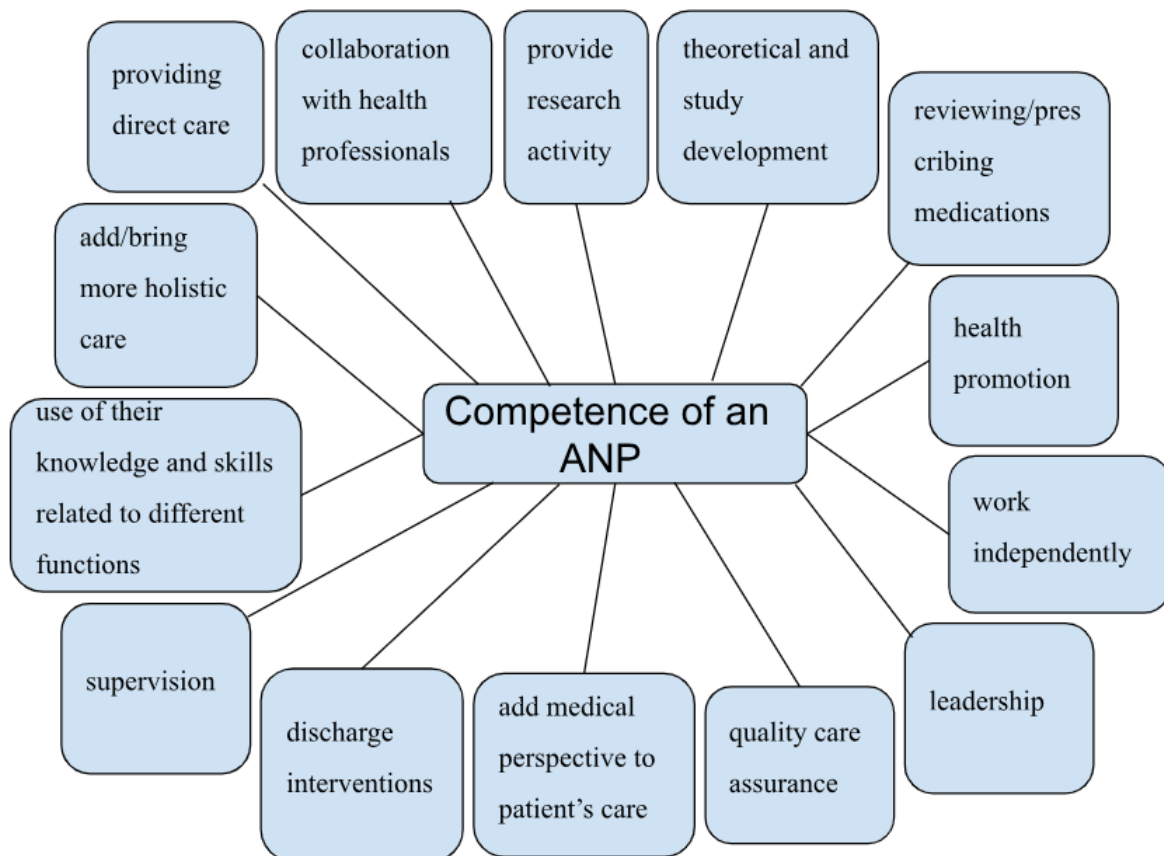 providing
direct care
collaboration
with health
professionals
provide
research
activity
theoretical and
study
development
reviewing/pres
cribing
medications
add/bring
more holistic
care
health
promotion
Competence of an
ANP
use of their
knowledge and skills
related to different
functions
work
independently
supervision
discharge
interventions
add medical
perspective to
patient's care
quality care
assurance
leadership